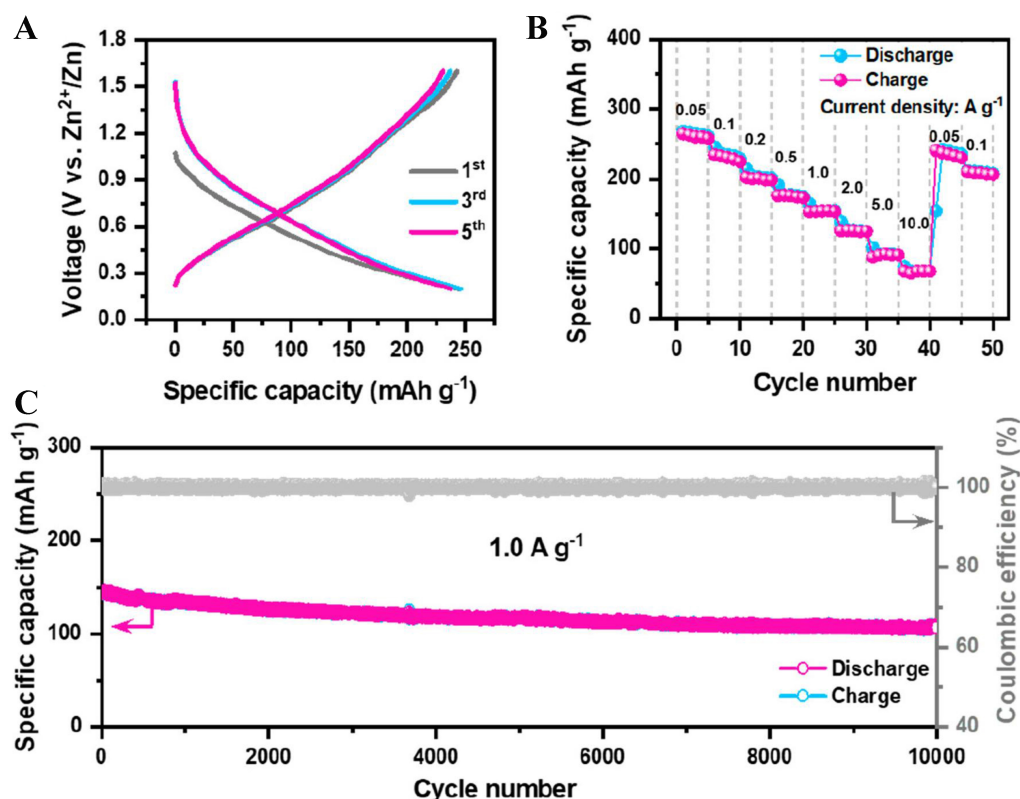 A
Voltage (V vs. Zn²⁺/Zn)
1.8
1.5
1.2
0.9
0.6
0.3
0.0
1st
3rd
5th
0 50 100 150 200 250
Specific capacity (mAh g⁻¹)
B
Specific capacity (mAh g⁻¹)
400
300
200
100
0
Discharge
Charge
Current density: A g⁻¹
0.05 0.1 0.2 0.5 1.0 2.0 5.0 10.0 0.05 0.1
0 10 20 30 40 50
Cycle number
C
Specific capacity (mAh g⁻¹)
300
200
100
0
1.0 A g⁻¹
Discharge
Charge
100
80
60
40
Coulombic efficiency (%)
0 2000 4000 6000 8000 10000
Cycle number